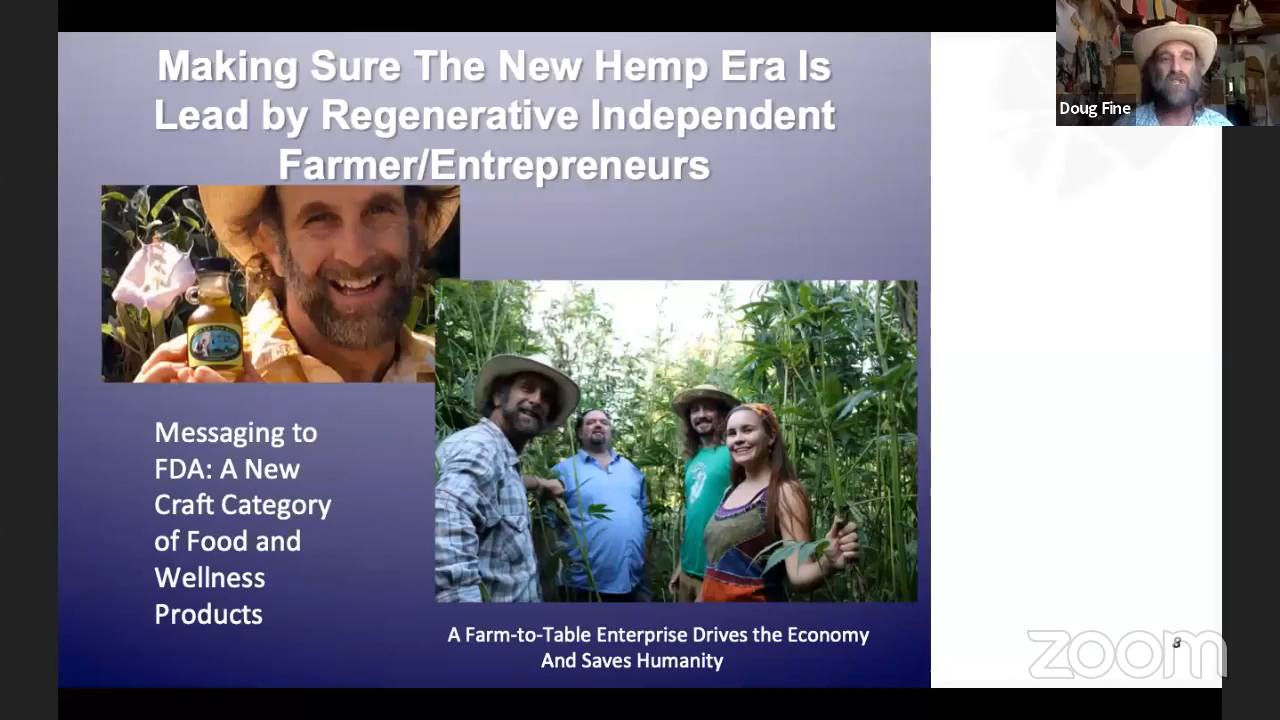 Making Sure The New Hemp Era Is
Lead by Regenerative Independent
Farmer/Entrepreneurs
Doug Fine
Messaging to
FDA: A New
Craft Category
of Food and
Wellness
Products
A Farm-to-Table Enterprise Drives the Economy
And Saves Humanity
8
zoom